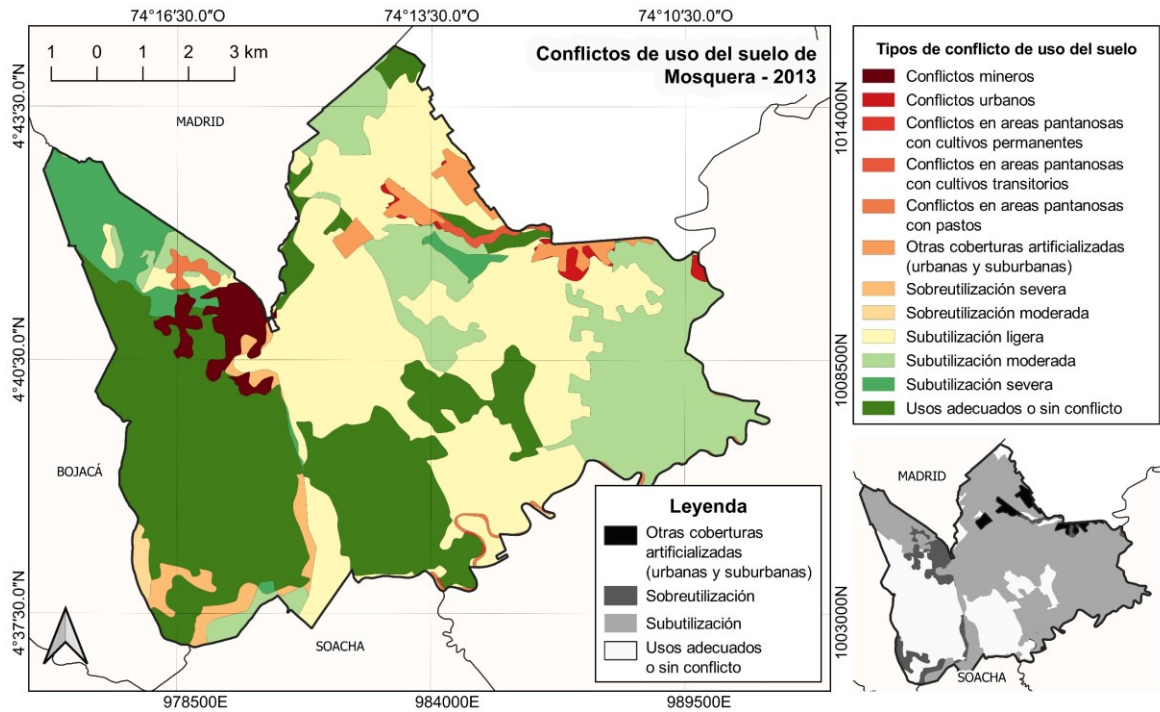 74°16'30.0"O 74°13'30.0"O 74°10'30.0"O
1 0 1 2 3 km
Conflictos de uso del suelo de
Mosquera - 2013
4°43'30.0"N
4°40'30.0"N
4°37'30.0"N
MADRID
BOJACÁ
SOACHA
1014000N
1008500N
1003000N
978500E 984000E 989500E
Leyenda
Otras coberturas
artificializadas
(urbanas y suburbanas)
Sobreutilización
Subutilización
Usos adecuados
o sin conflicto
Tipos de conflicto de uso del suelo
Conflictos mineros
Conflictos urbanos
Conflictos en areas pantanosas
con cultivos permanentes
Conflictos en areas pantanosas
con cultivos transitorios
Conflictos en areas pantanosas
con pastos
Otras coberturas artificializadas
(urbanas y suburbanas)
Sobreutilización severa
Sobreutilización moderada
Subutilización ligera
Subutilización moderada
Subutilización severa
Usos adecuados o sin conflicto
MADRID
BOJACÁ
SOACHA